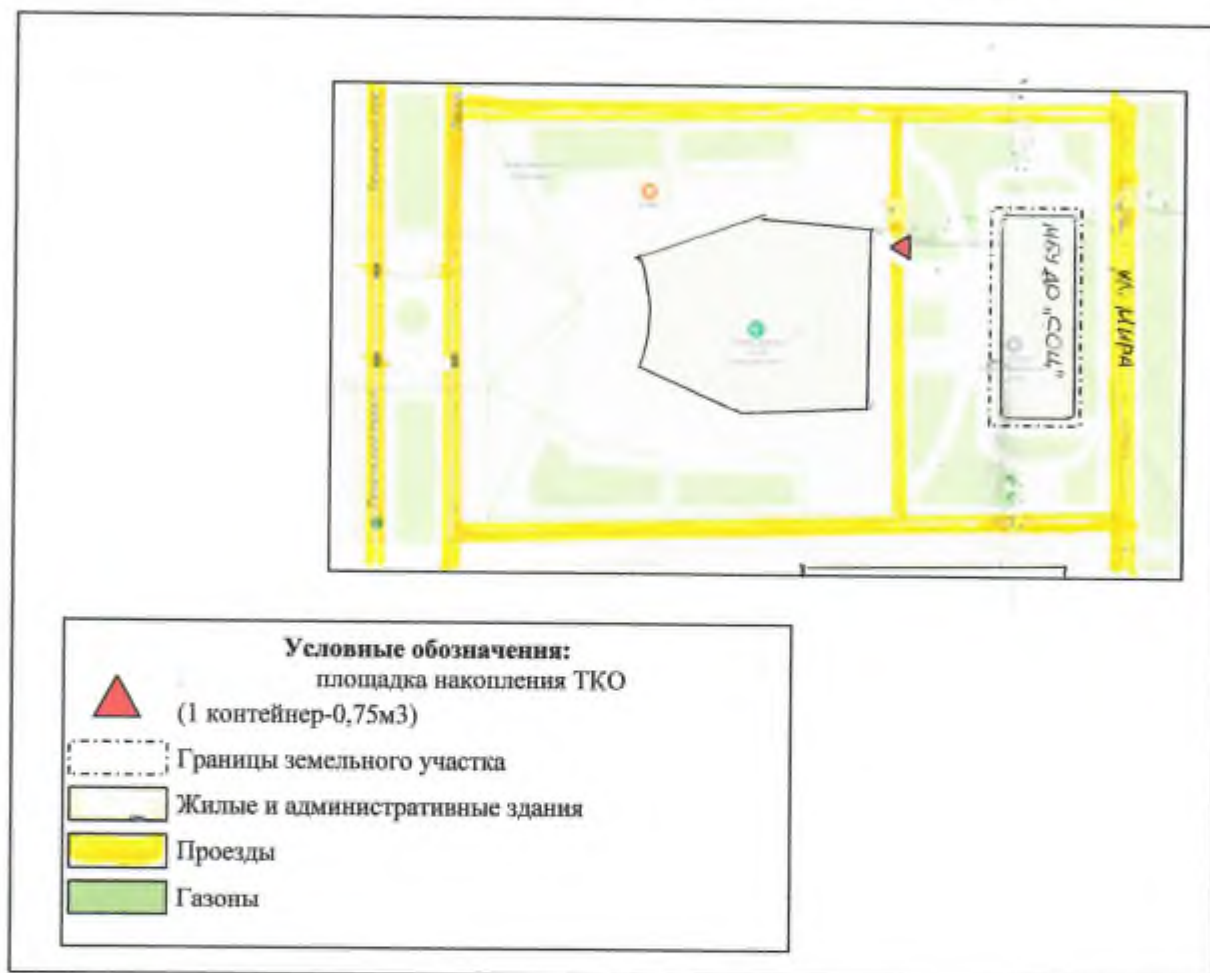 МБУ ДО „СОЦ"
ул. МИРА
Условные обозначения:
площадка накопления ТКО
(1 контейнер-0,75м3)
Границы земельного участка
Жилые и административные здания
Проезды
Газоны